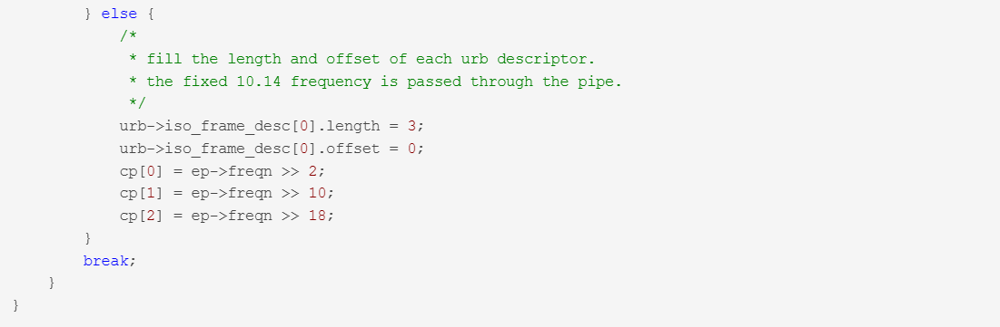 } else {
/*
* fill the length and offset of each urb descriptor.
* the fixed 10.14 frequency is passed through the pipe.
*/
urb->iso_frame_desc[0].length = 3;
urb->iso_frame_desc[0].offset = 0;
cp[0] = ep->freqn >> 2;
cp[1] = ep->freqn >> 10;
cp[2] = ep->freqn >> 18;
}
break;
}
}